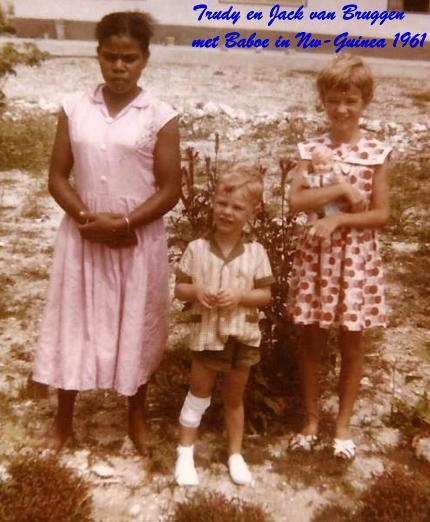 Trudy en Jack van Bruggen
met Baboe in Nw-Guinea 1961